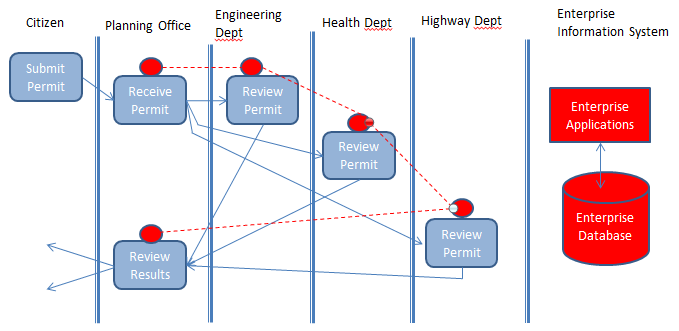 Citizen
Planning Office
Engineering
Dept
Health Dept
Highway Dept
Enterprise
Information System
Submit
Permit
Receive
Permit
Review
Permit
Review
Permit
Review
Permit
Review
Results
Enterprise
Applications
Enterprise
Database